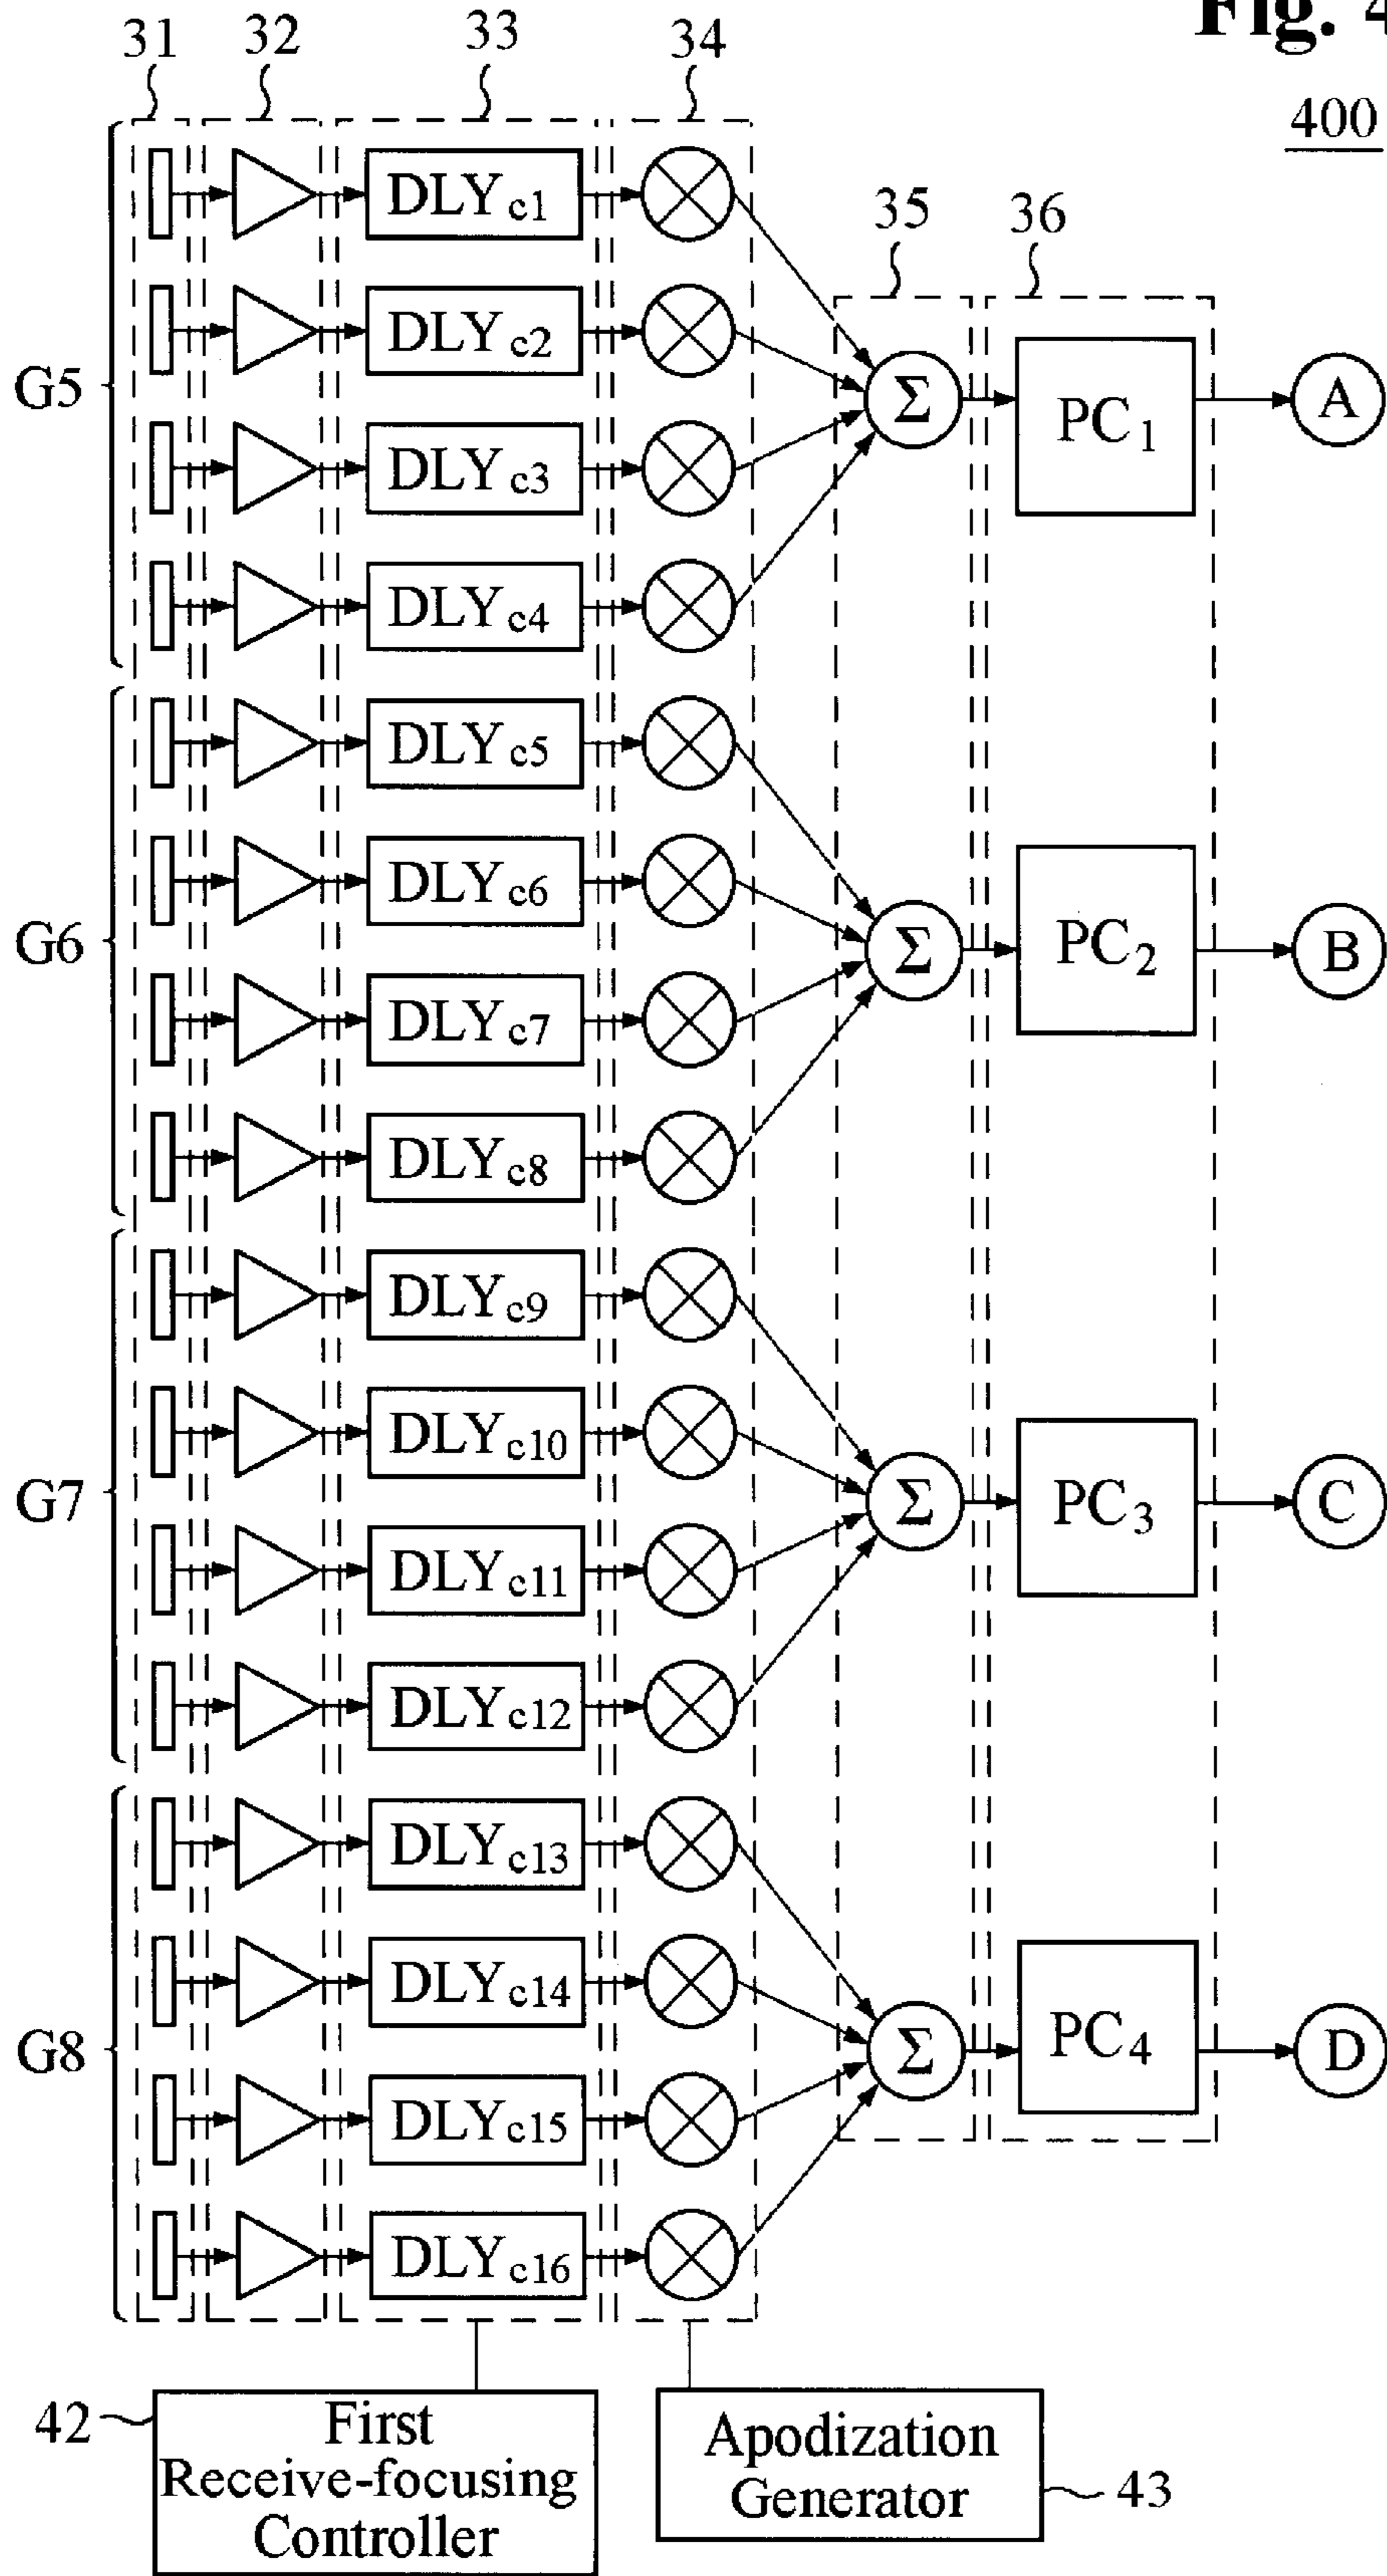 Fig. 4
400
31 32 33 34
35 36
G5
G6
G7
G8
DLYc1
DLYc2
DLYc3
DLYc4
DLYc5
DLYc6
DLYc7
DLYc8
DLYc9
DLYc10
DLYc11
DLYc12
DLYc13
DLYc14
DLYc15
DLYc16
Σ PC1 A
Σ PC2 B
Σ PC3 C
Σ PC4 D
42
First
Receive-focusing
Controller
Apodization
Generator
43